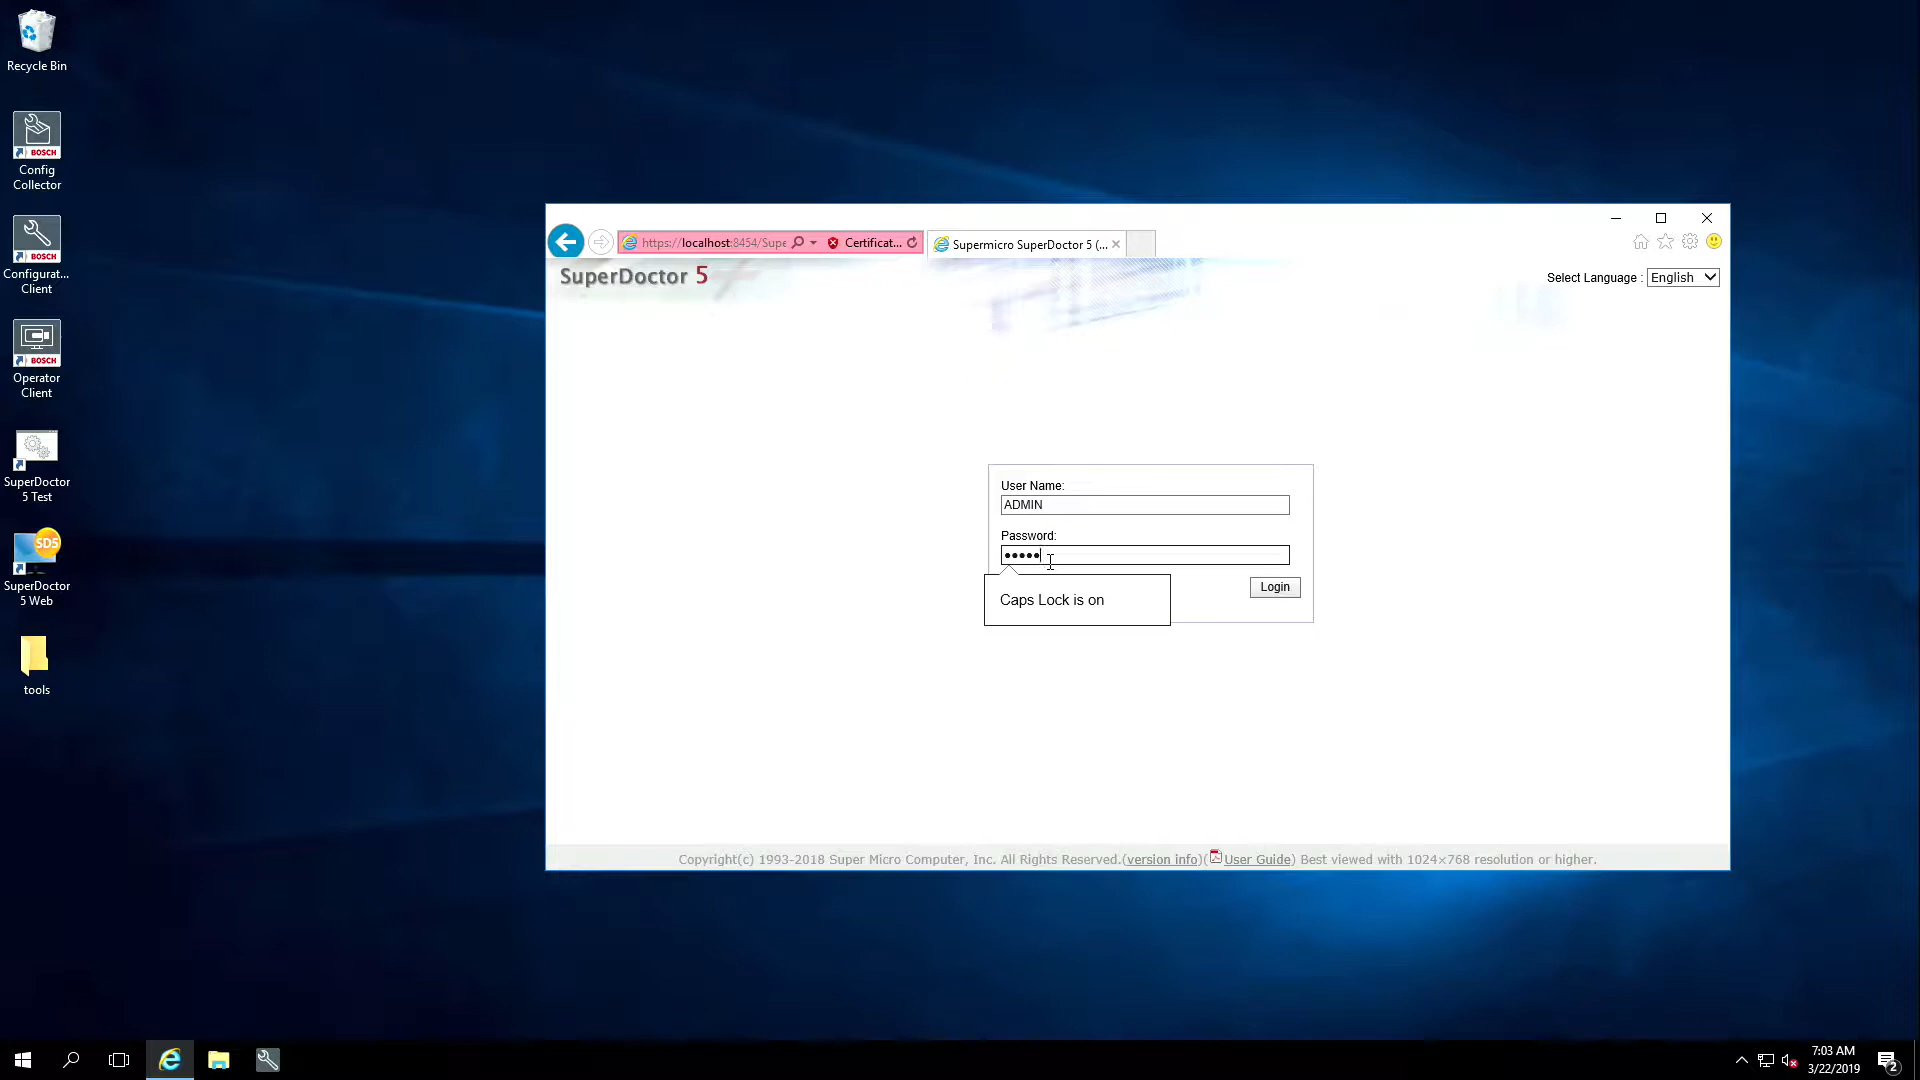 Recycle Bin
BOSCH
Config
Collector
BOSCH
Configurat...
Client
BOSCH
Operator
Client
SuperDoctor
5 Test
SD5
SuperDoctor
5 Web
tools
https://localhost:8454/Supe
Certificat...
Supermicro SuperDoctor 5 (...
SuperDoctor 5
Select Language :
English
User Name:
ADMIN
Password:
•••••
Caps Lock is on
Login
Copyright(c) 1993-2018 Super Micro Computer, Inc. All Rights Reserved.(version info)(User Guide) Best viewed with 1024×768 resolution or higher.
7:03 AM
3/22/2019
2